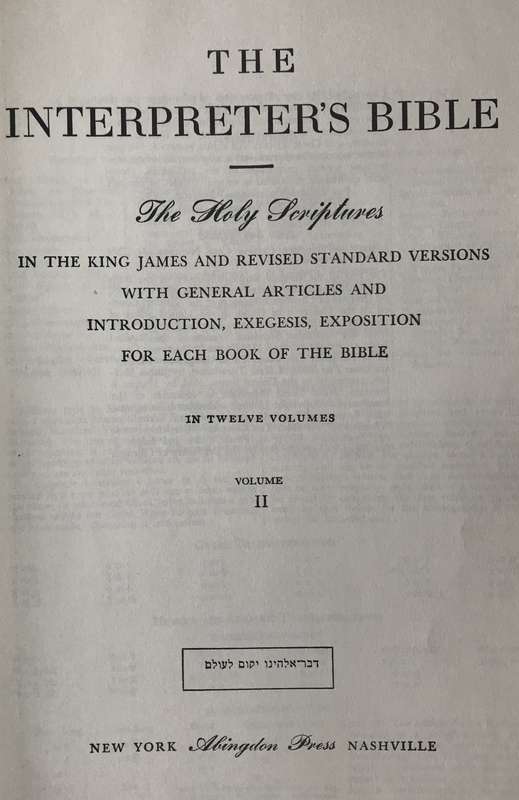 THE
INTERPRETER'S BIBLE
The Holy Scriptures
IN THE KING JAMES AND REVISED STANDARD VERSIONS
WITH GENERAL ARTICLES AND
INTRODUCTION, EXEGESIS, EXPOSITION
FOR EACH BOOK OF THE BIBLE
IN TWELVE VOLUMES
VOLUME
II
דבר־אלהינו יקום לעולם
NEW YORK Abingdon Press NASHVILLE